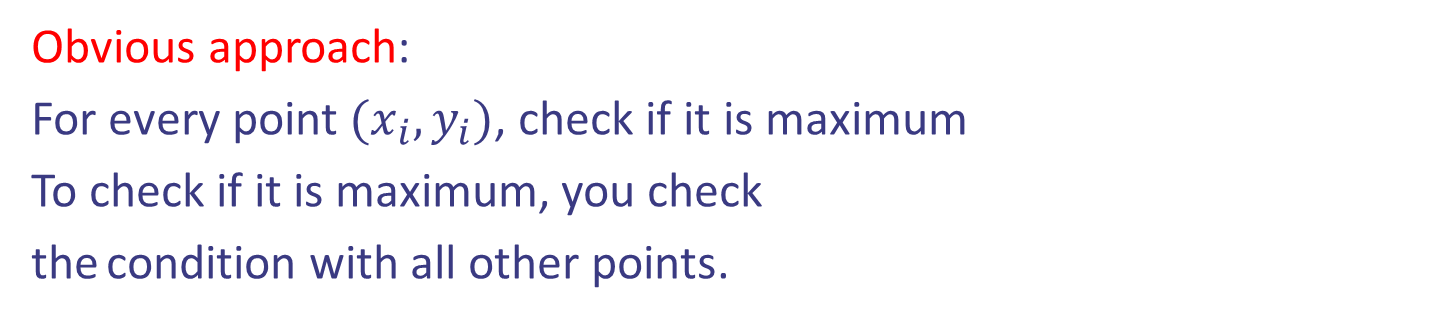 Obvious approach:
For every point (𝑥ᵢ, 𝑦ᵢ), check if it is maximum
To check if it is maximum, you check
the condition with all other points.